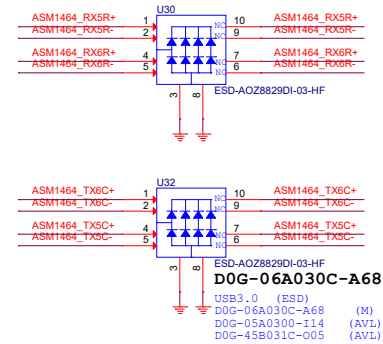 U30
ASM1464_RX5R+ 1 NC 10 ASM1464_RX5R+
ASM1464_RX5R- 2 NC 9 ASM1464_RX5R-
ASM1464_RX6R+ 4 NC 7 ASM1464_RX6R+
ASM1464_RX6R- 5 NC 6 ASM1464_RX6R-
ESD-AOZ8829DI-03-HF
3 8
U32
ASM1464_TX6C+ 1 NC 10 ASM1464_TX6C+
ASM1464_TX6C- 2 NC 9 ASM1464_TX6C-
ASM1464_TX5C+ 4 NC 7 ASM1464_TX5C+
ASM1464_TX5C- 5 NC 6 ASM1464_TX5C-
ESD-AOZ8829DI-03-HF
3 8
D0G-06A030C-A68
USB3.0 (ESD)
D0G-06A030C-A68 (M)
D0G-05A0300-I14 (AVL)
D0G-45B031C-O05 (AVL)